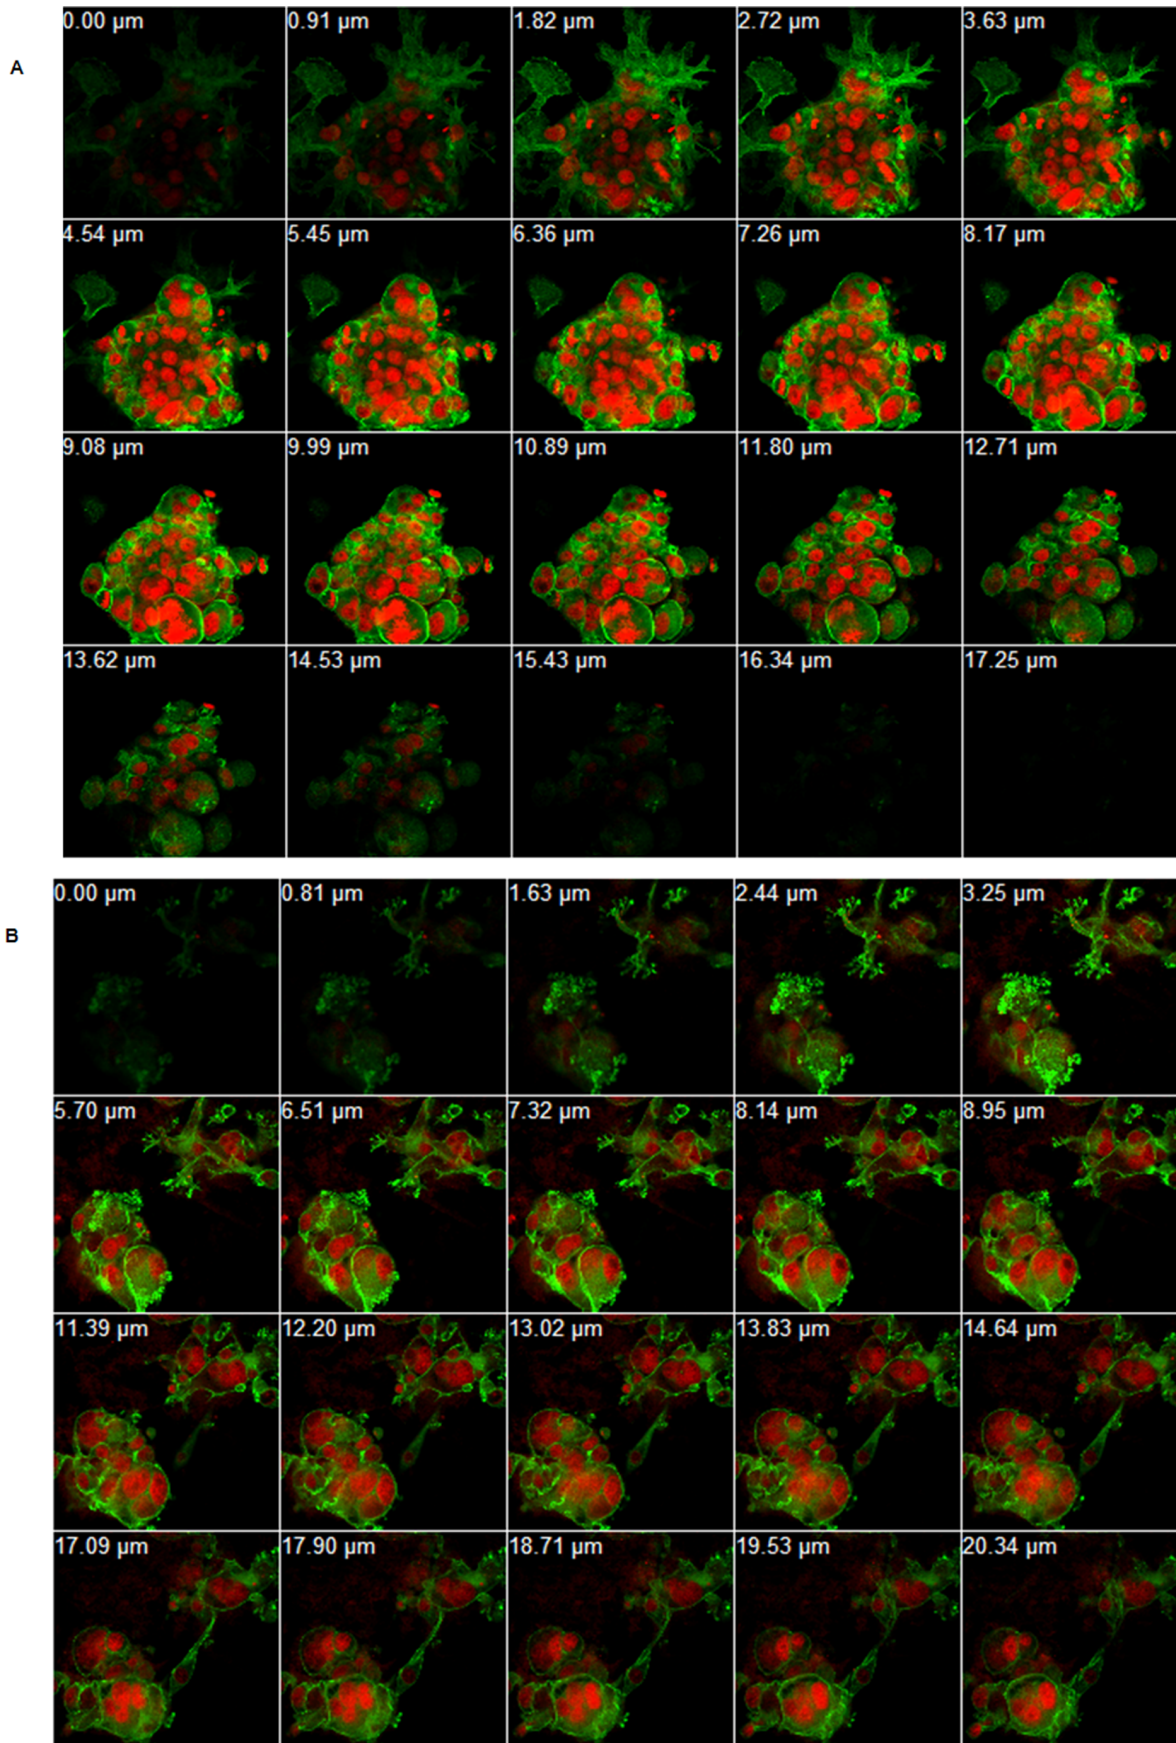 A
0.00 µm 0.91 µm 1.82 µm 2.72 µm 3.63 µm
4.54 µm 5.45 µm 6.36 µm 7.26 µm 8.17 µm
9.08 µm 9.99 µm 10.89 µm 11.80 µm 12.71 µm
13.62 µm 14.53 µm 15.43 µm 16.34 µm 17.25 µm
B
0.00 µm 0.81 µm 1.63 µm 2.44 µm 3.25 µm
5.70 µm 6.51 µm 7.32 µm 8.14 µm 8.95 µm
11.39 µm 12.20 µm 13.02 µm 13.83 µm 14.64 µm
17.09 µm 17.90 µm 18.71 µm 19.53 µm 20.34 µm